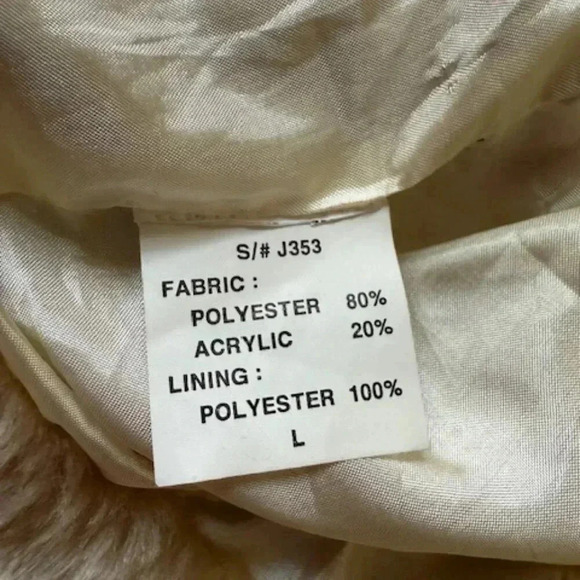 S/# J353
FABRIC :
POLYESTER 80%
ACRYLIC 20%
LINING :
POLYESTER 100%
L